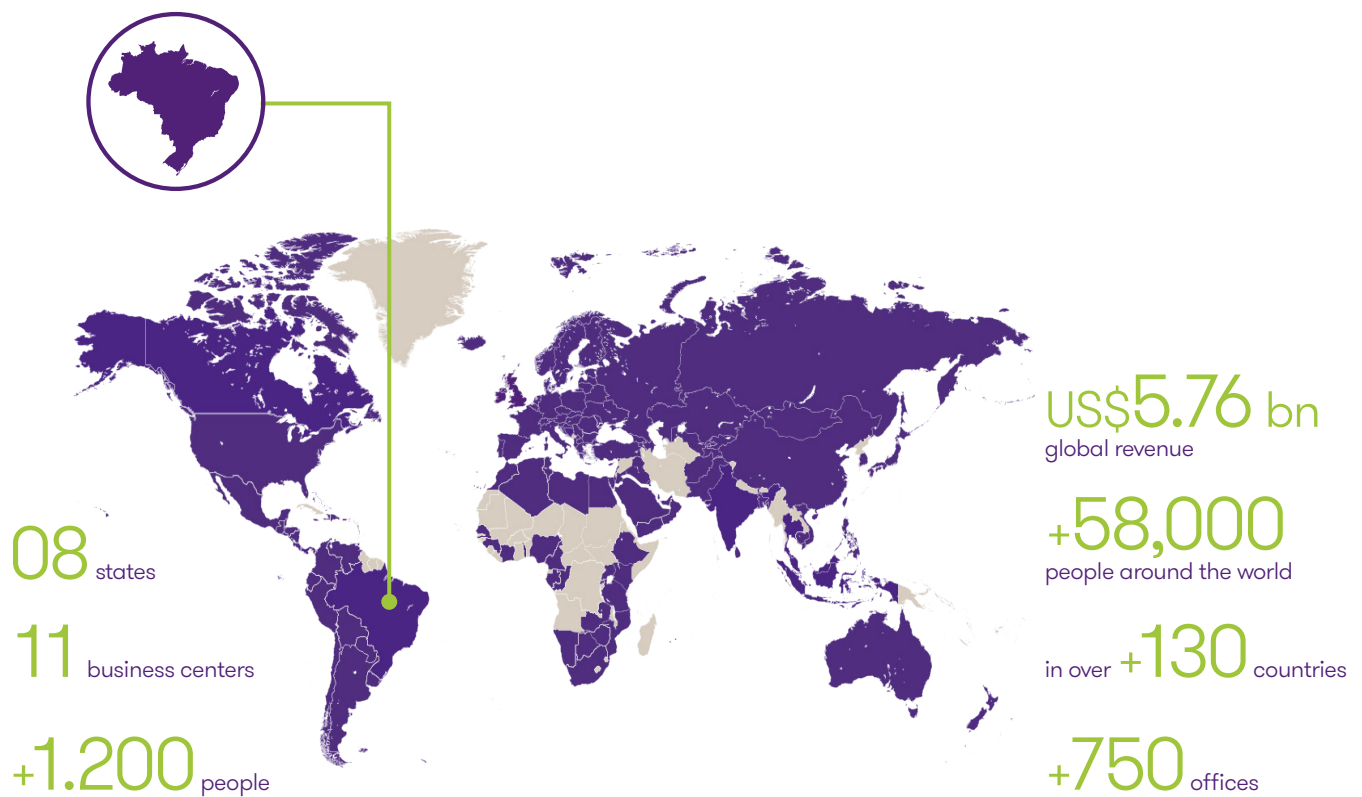 08 states
11 business centers
+1.200 people
US$5.76 bn
global revenue
+58,000
people around the world
in over +130 countries
+750 offices